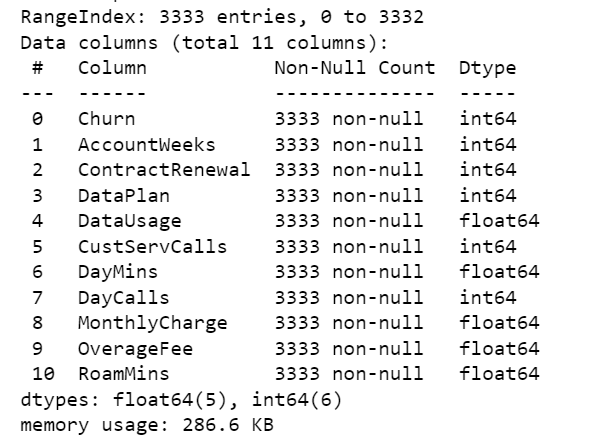 RangeIndex: 3333 entries, 0 to 3332
Data columns (total 11 columns):
 #   Column           Non-Null Count  Dtype
---  ------           --------------  -----
 0   Churn            3333 non-null   int64
 1   AccountWeeks     3333 non-null   int64
 2   ContractRenewal  3333 non-null   int64
 3   DataPlan         3333 non-null   int64
 4   DataUsage        3333 non-null   float64
 5   CustServCalls    3333 non-null   int64
 6   DayMins          3333 non-null   float64
 7   DayCalls         3333 non-null   int64
 8   MonthlyCharge    3333 non-null   float64
 9   OverageFee       3333 non-null   float64
 10  RoamMins         3333 non-null   float64
dtypes: float64(5), int64(6)
memory usage: 286.6 KB